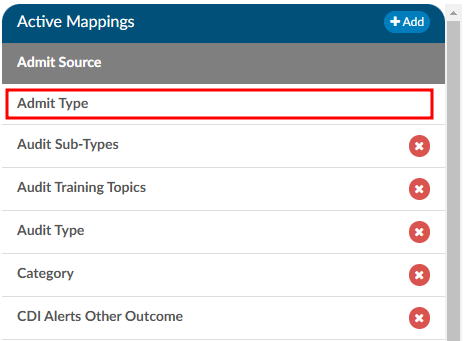 Active Mappings
+ Add
Admit Source
Admit Type
Audit Sub-Types
Audit Training Topics
Audit Type
Category
CDI Alerts Other Outcome